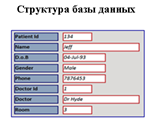 Структура базы данных
Patient Id 134
Name Jeff
D.o.B 04-Jul-93
Gender Male
Phone 7876453
Doctor Id 1
Doctor Dr Hyde
Room 3